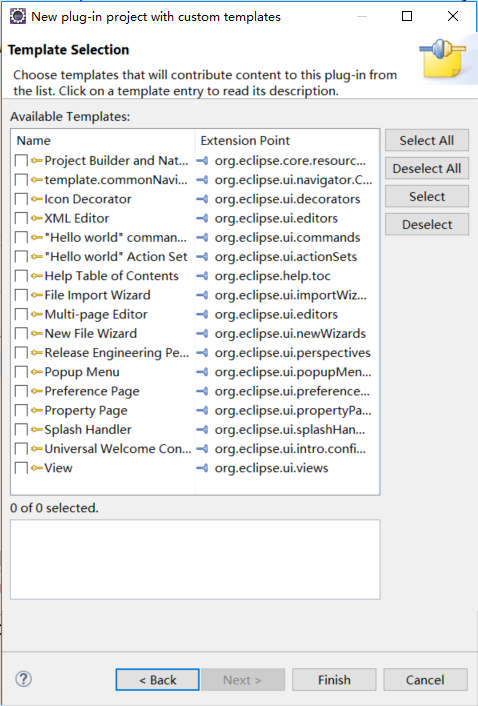 New plug-in project with custom templates
Template Selection
Choose templates that will contribute content to this plug-in from
the list. Click on a template entry to read its description.
Available Templates:
Name Extension Point
Project Builder and Nat... org.eclipse.core.resourc...
template.commonNavi... org.eclipse.ui.navigator.C...
Icon Decorator org.eclipse.ui.decorators
XML Editor org.eclipse.ui.editors
"Hello world" comman... org.eclipse.ui.commands
"Hello world" Action Set org.eclipse.ui.actionSets
Help Table of Contents org.eclipse.help.toc
File Import Wizard org.eclipse.ui.importWiz...
Multi-page Editor org.eclipse.ui.editors
New File Wizard org.eclipse.ui.newWizards
Release Engineering Pe... org.eclipse.ui.perspectives
Popup Menu org.eclipse.ui.popupMen...
Preference Page org.eclipse.ui.preference...
Property Page org.eclipse.ui.propertyPa...
Splash Handler org.eclipse.ui.splashHan...
Universal Welcome Con... org.eclipse.ui.intro.confi...
View org.eclipse.ui.views
Select All
Deselect All
Select
Deselect
0 of 0 selected.
? < Back Next > Finish Cancel